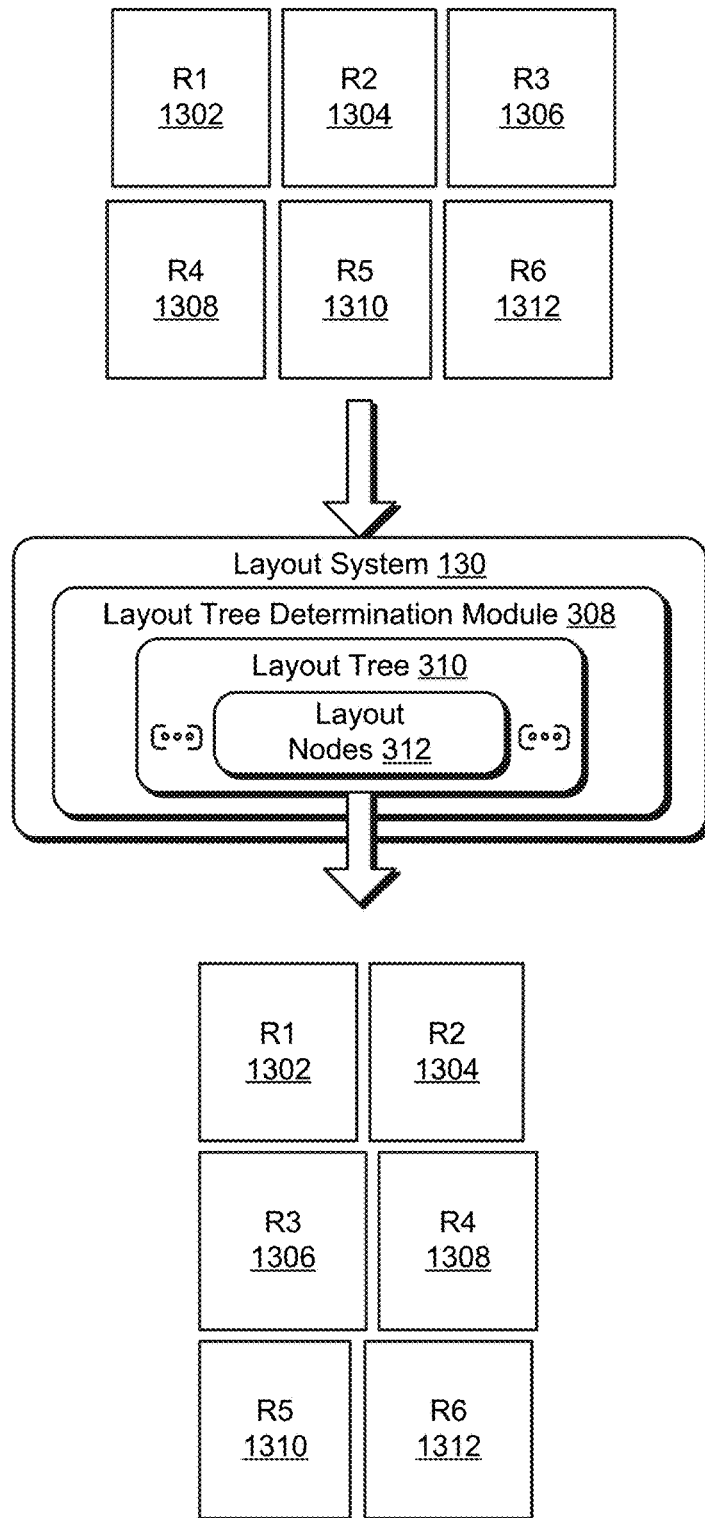 R1 R2 R3
1302 1304 1306
R4 R5 R6
1308 1310 1312
Layout System 130
Layout Tree Determination Module 308
Layout Tree 310
Layout
Nodes 312
R1 R2
1302 1304
R3 R4
1306 1308
R5 R6
1310 1312